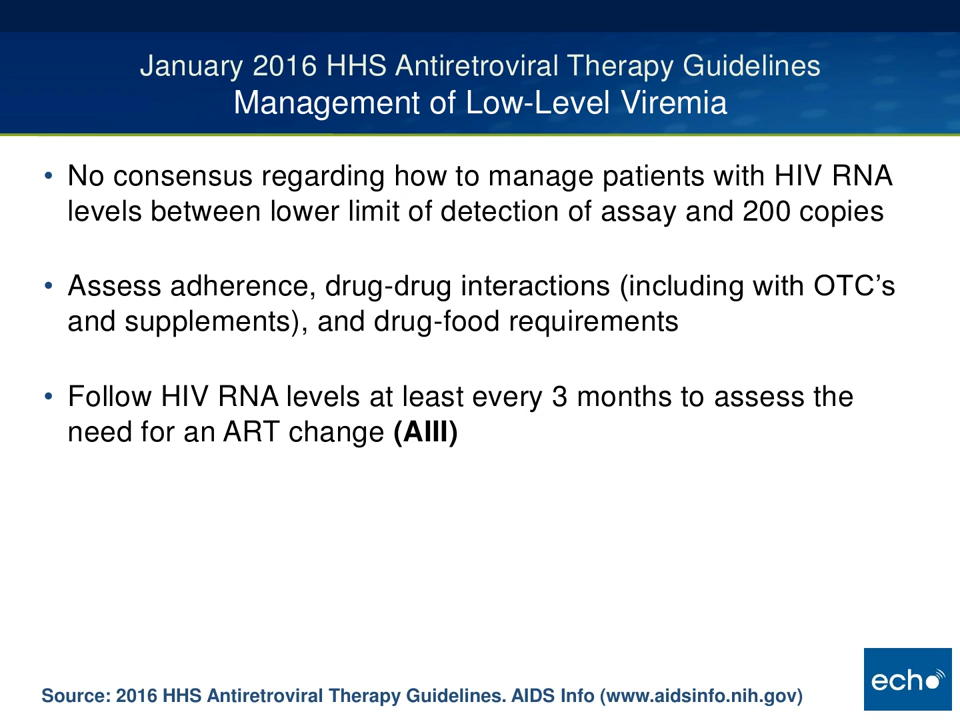 January 2016 HHS Antiretroviral Therapy Guidelines
Management of Low-Level Viremia
• No consensus regarding how to manage patients with HIV RNA
levels between lower limit of detection of assay and 200 copies
• Assess adherence, drug-drug interactions (including with OTC’s
and supplements), and drug-food requirements
• Follow HIV RNA levels at least every 3 months to assess the
need for an ART change (AIII)
Source: 2016 HHS Antiretroviral Therapy Guidelines. AIDS Info (www.aidsinfo.nih.gov)
echo